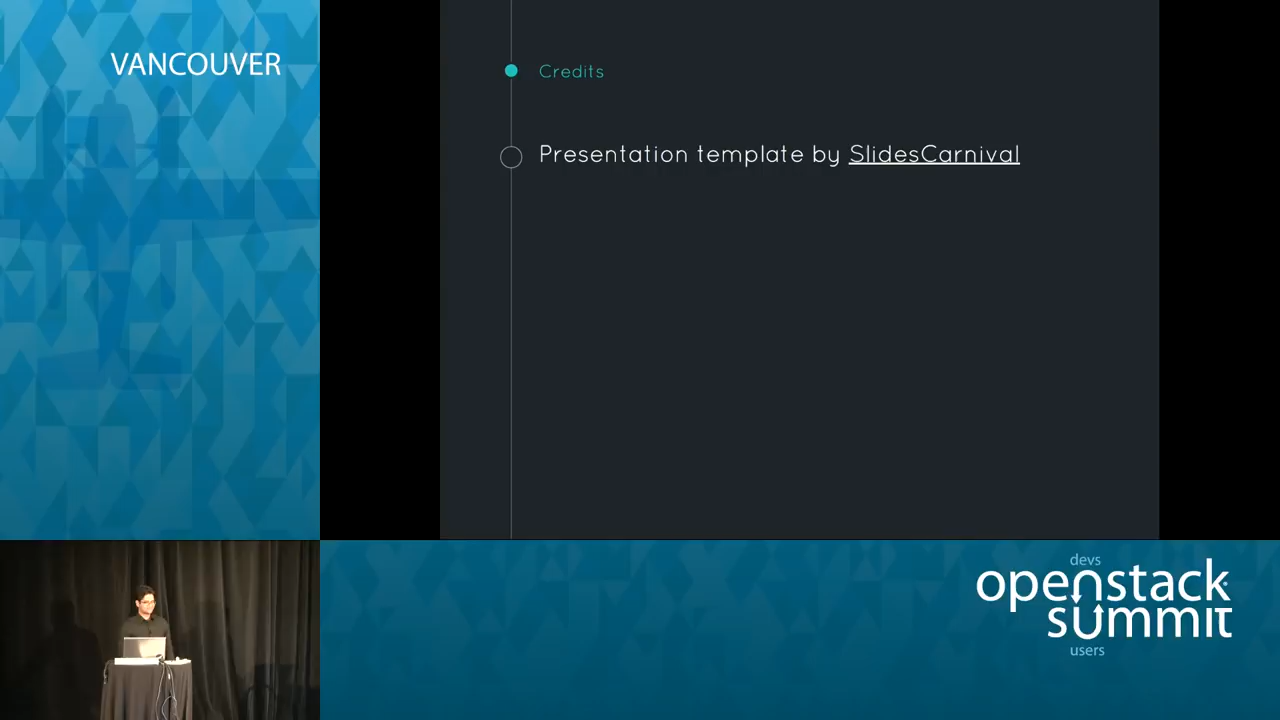 VANCOUVER
Credits
Presentation template by SlidesCarnival
devs
openstack
summit
users